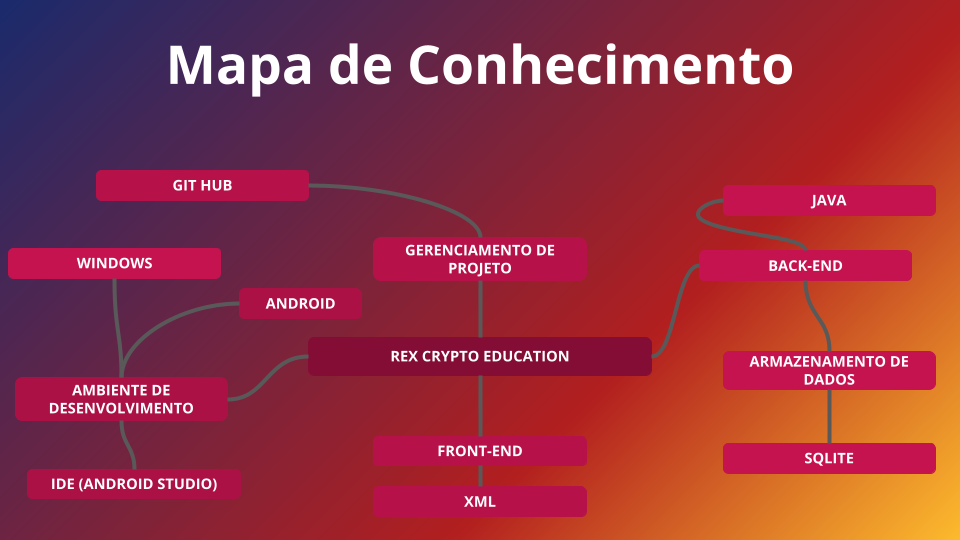 Mapa de Conhecimento
GIT HUB
JAVA
GERENCIAMENTO DE
PROJETO
WINDOWS
BACK-END
ANDROID
REX CRYPTO EDUCATION
ARMAZENAMENTO DE
DADOS
AMBIENTE DE
DESENVOLVIMENTO
FRONT-END
SQLITE
IDE (ANDROID STUDIO)
XML